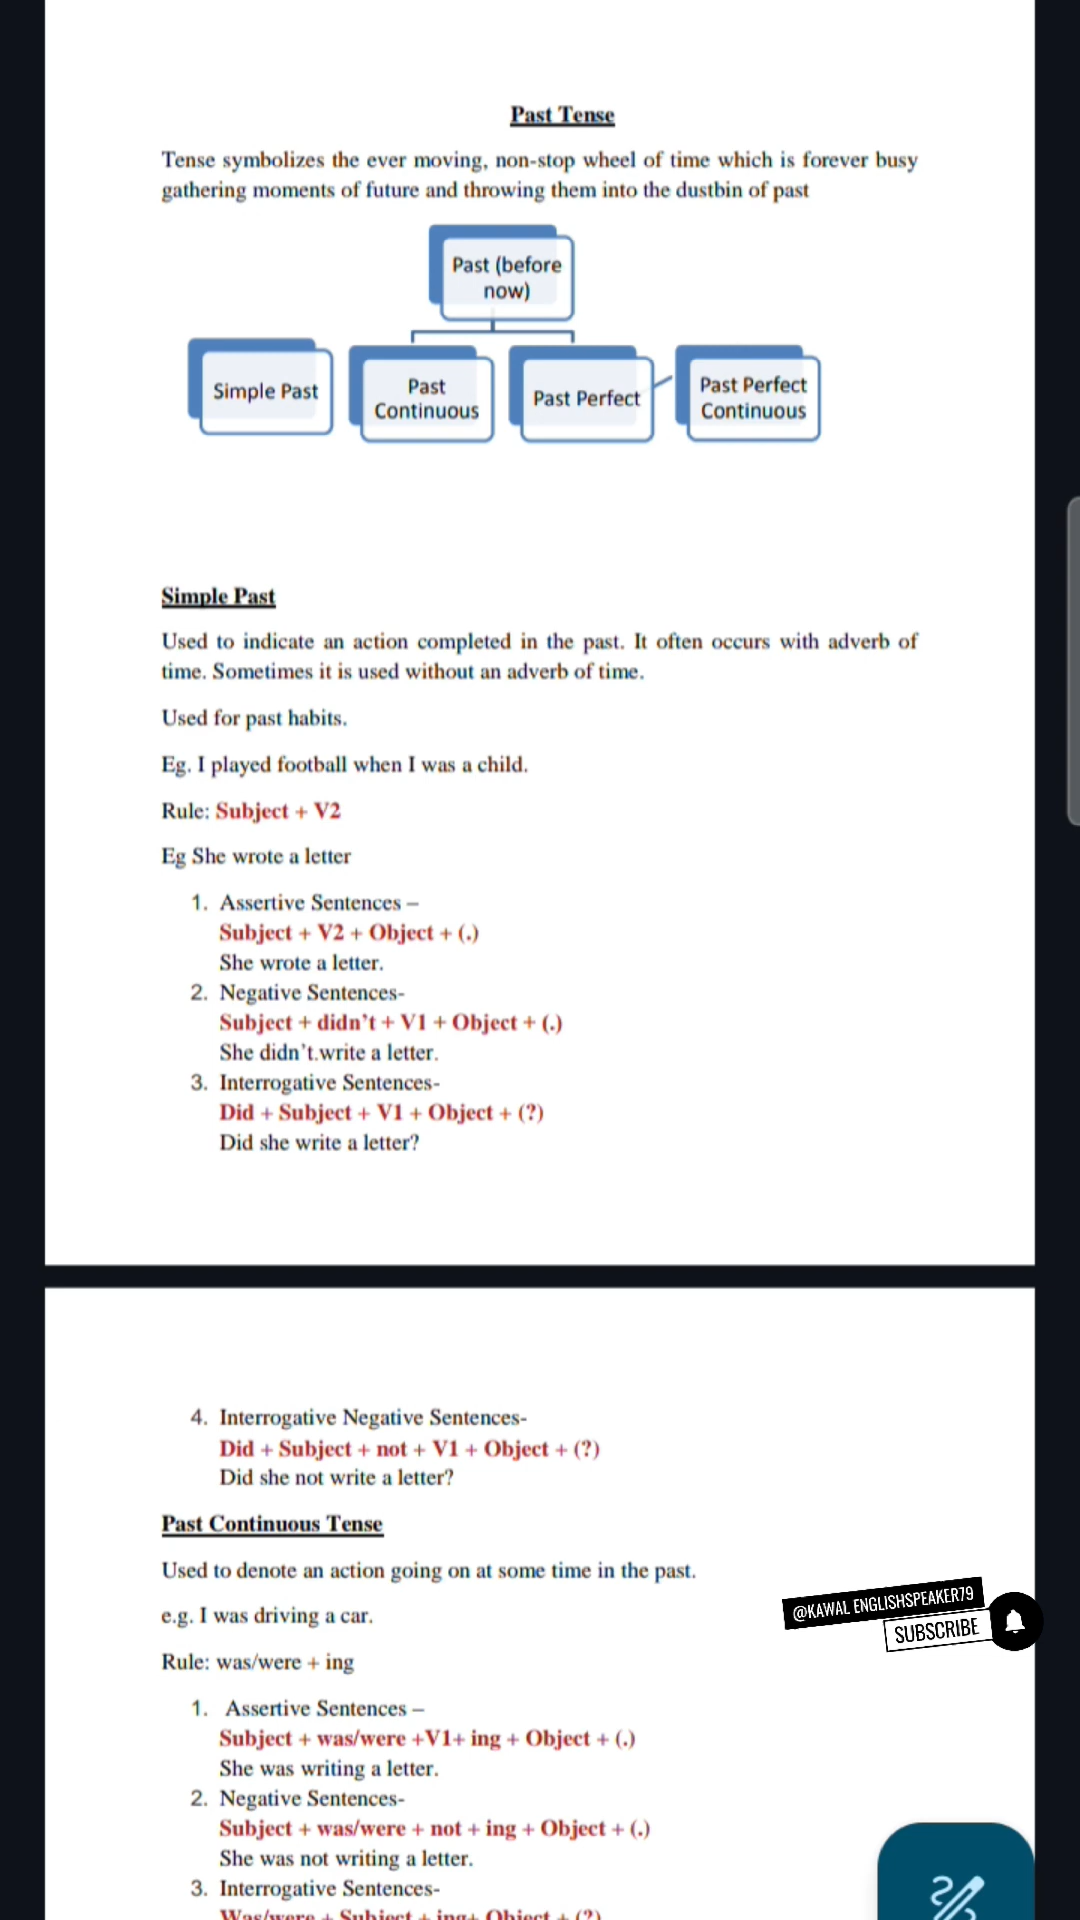 Past Tense
Tense symbolizes the ever moving, non-stop wheel of time which is forever busy
gathering moments of future and throwing them into the dustbin of past
Past (before
now)
Simple Past
Past
Continuous
Past Perfect
Past Perfect
Continuous
Simple Past
Used to indicate an action completed in the past. It often occurs with adverb of
time. Sometimes it is used without an adverb of time.
Used for past habits.
Eg. I played football when I was a child.
Rule: Subject + V2
Eg She wrote a letter
1. Assertive Sentences –
Subject + V2 + Object + (.)
She wrote a letter.
2. Negative Sentences-
Subject + didn't + V1 + Object + (.)
She didn't.write a letter.
3. Interrogative Sentences-
Did + Subject + V1 + Object + (?)
Did she write a letter?
4. Interrogative Negative Sentences-
Did + Subject + not + V1 + Object + (?)
Did she not write a letter?
Past Continuous Tense
Used to denote an action going on at some time in the past.
e.g. I was driving a car.
@KAWAL ENGLISHSPEAKER79
SUBSCRIBE
Rule: was/were + ing
1. Assertive Sentences –
Subject + was/were +V1+ ing + Object + (.)
She was writing a letter.
2. Negative Sentences-
Subject + was/were + not + ing + Object + (.)
She was not writing a letter.
3. Interrogative Sentences-
Was/were + Subject + ing+ Object + (?)